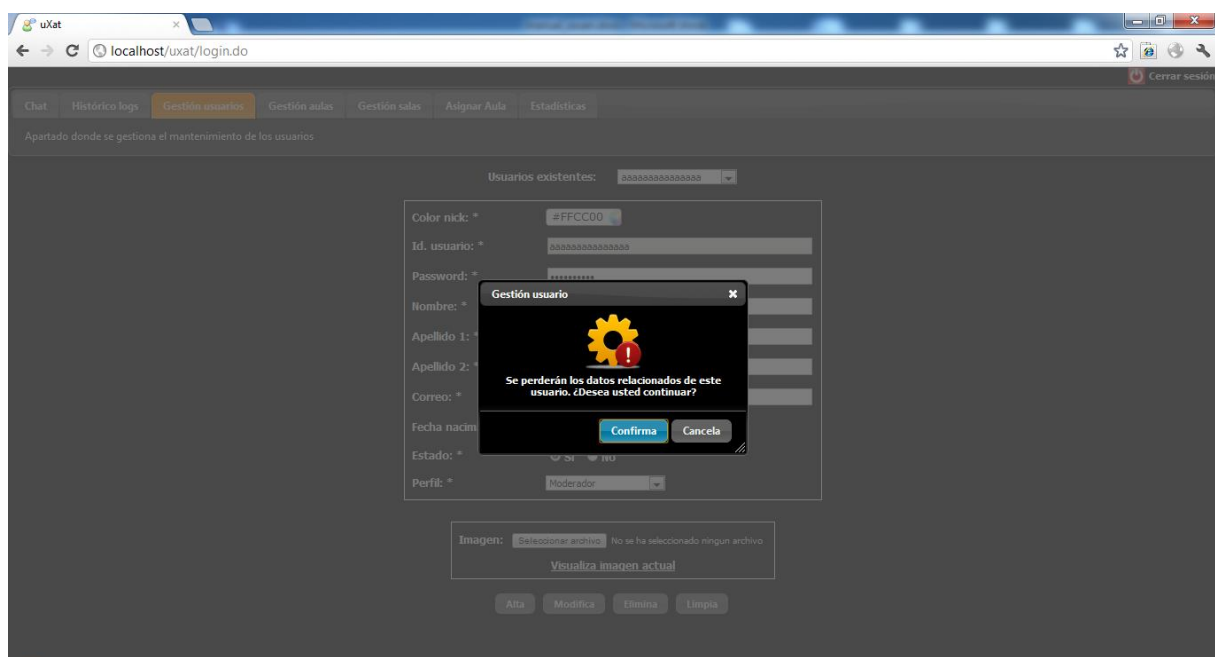 uXat
localhost/uxat/login.do
Cerrar sesión
Chat Histórico logs Gestión usuarios Gestión aulas Gestión salas Asignar Aula Estadísticas
Apartado donde se gestiona el mantenimiento de los usuarios
Usuarios existentes:
Color nick: * #FFCC00
Id. usuario: *
Password: *
Nombre: *
Apellido 1: *
Apellido 2: *
Correo: *
Fecha nacim
Estado: * Si No
Perfil: * Moderador
Gestión usuario
Se perderán los datos relacionados de este
usuario. ¿Desea usted continuar?
Confirma Cancela
Imagen: Seleccionar archivo No se ha seleccionado ningun archivo
Visualiza imagen actual
Alta Modifica Elimina Limpia